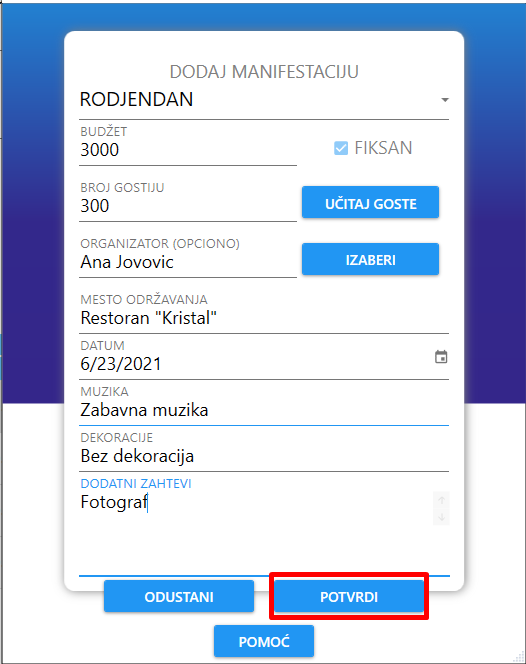 DODAJ MANIFESTACIJU
RODJENDAN
BUDŽET
3000
FIKSAN
BROJ GOSTIJU
300
UČITAJ GOSTE
ORGANIZATOR (OPCIONO)
Ana Jovovic
IZABERI
MESTO ODRŽAVANJA
Restoran "Kristal"
DATUM
6/23/2021
MUZIKA
Zabavna muzika
DEKORACIJE
Bez dekoracija
DODATNI ZAHTEVI
Fotograf
ODUSTANI
POTVRDI
POMOĆ